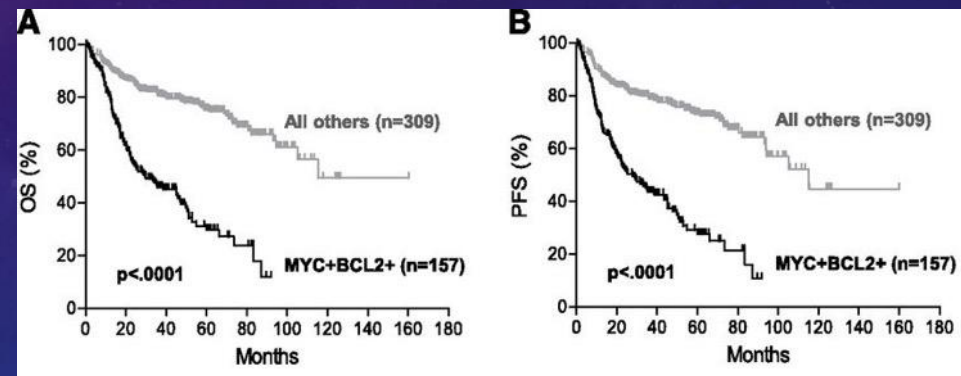 A
100
80
60
40
20
0
OS (%)
All others (n=309)
MYC+BCL2+ (n=157)
p<.0001
0 20 40 60 80 100 120 140 160 180
Months
B
100
80
60
40
20
0
PFS (%)
All others (n=309)
MYC+BCL2+ (n=157)
p<.0001
0 20 40 60 80 100 120 140 160 180
Months